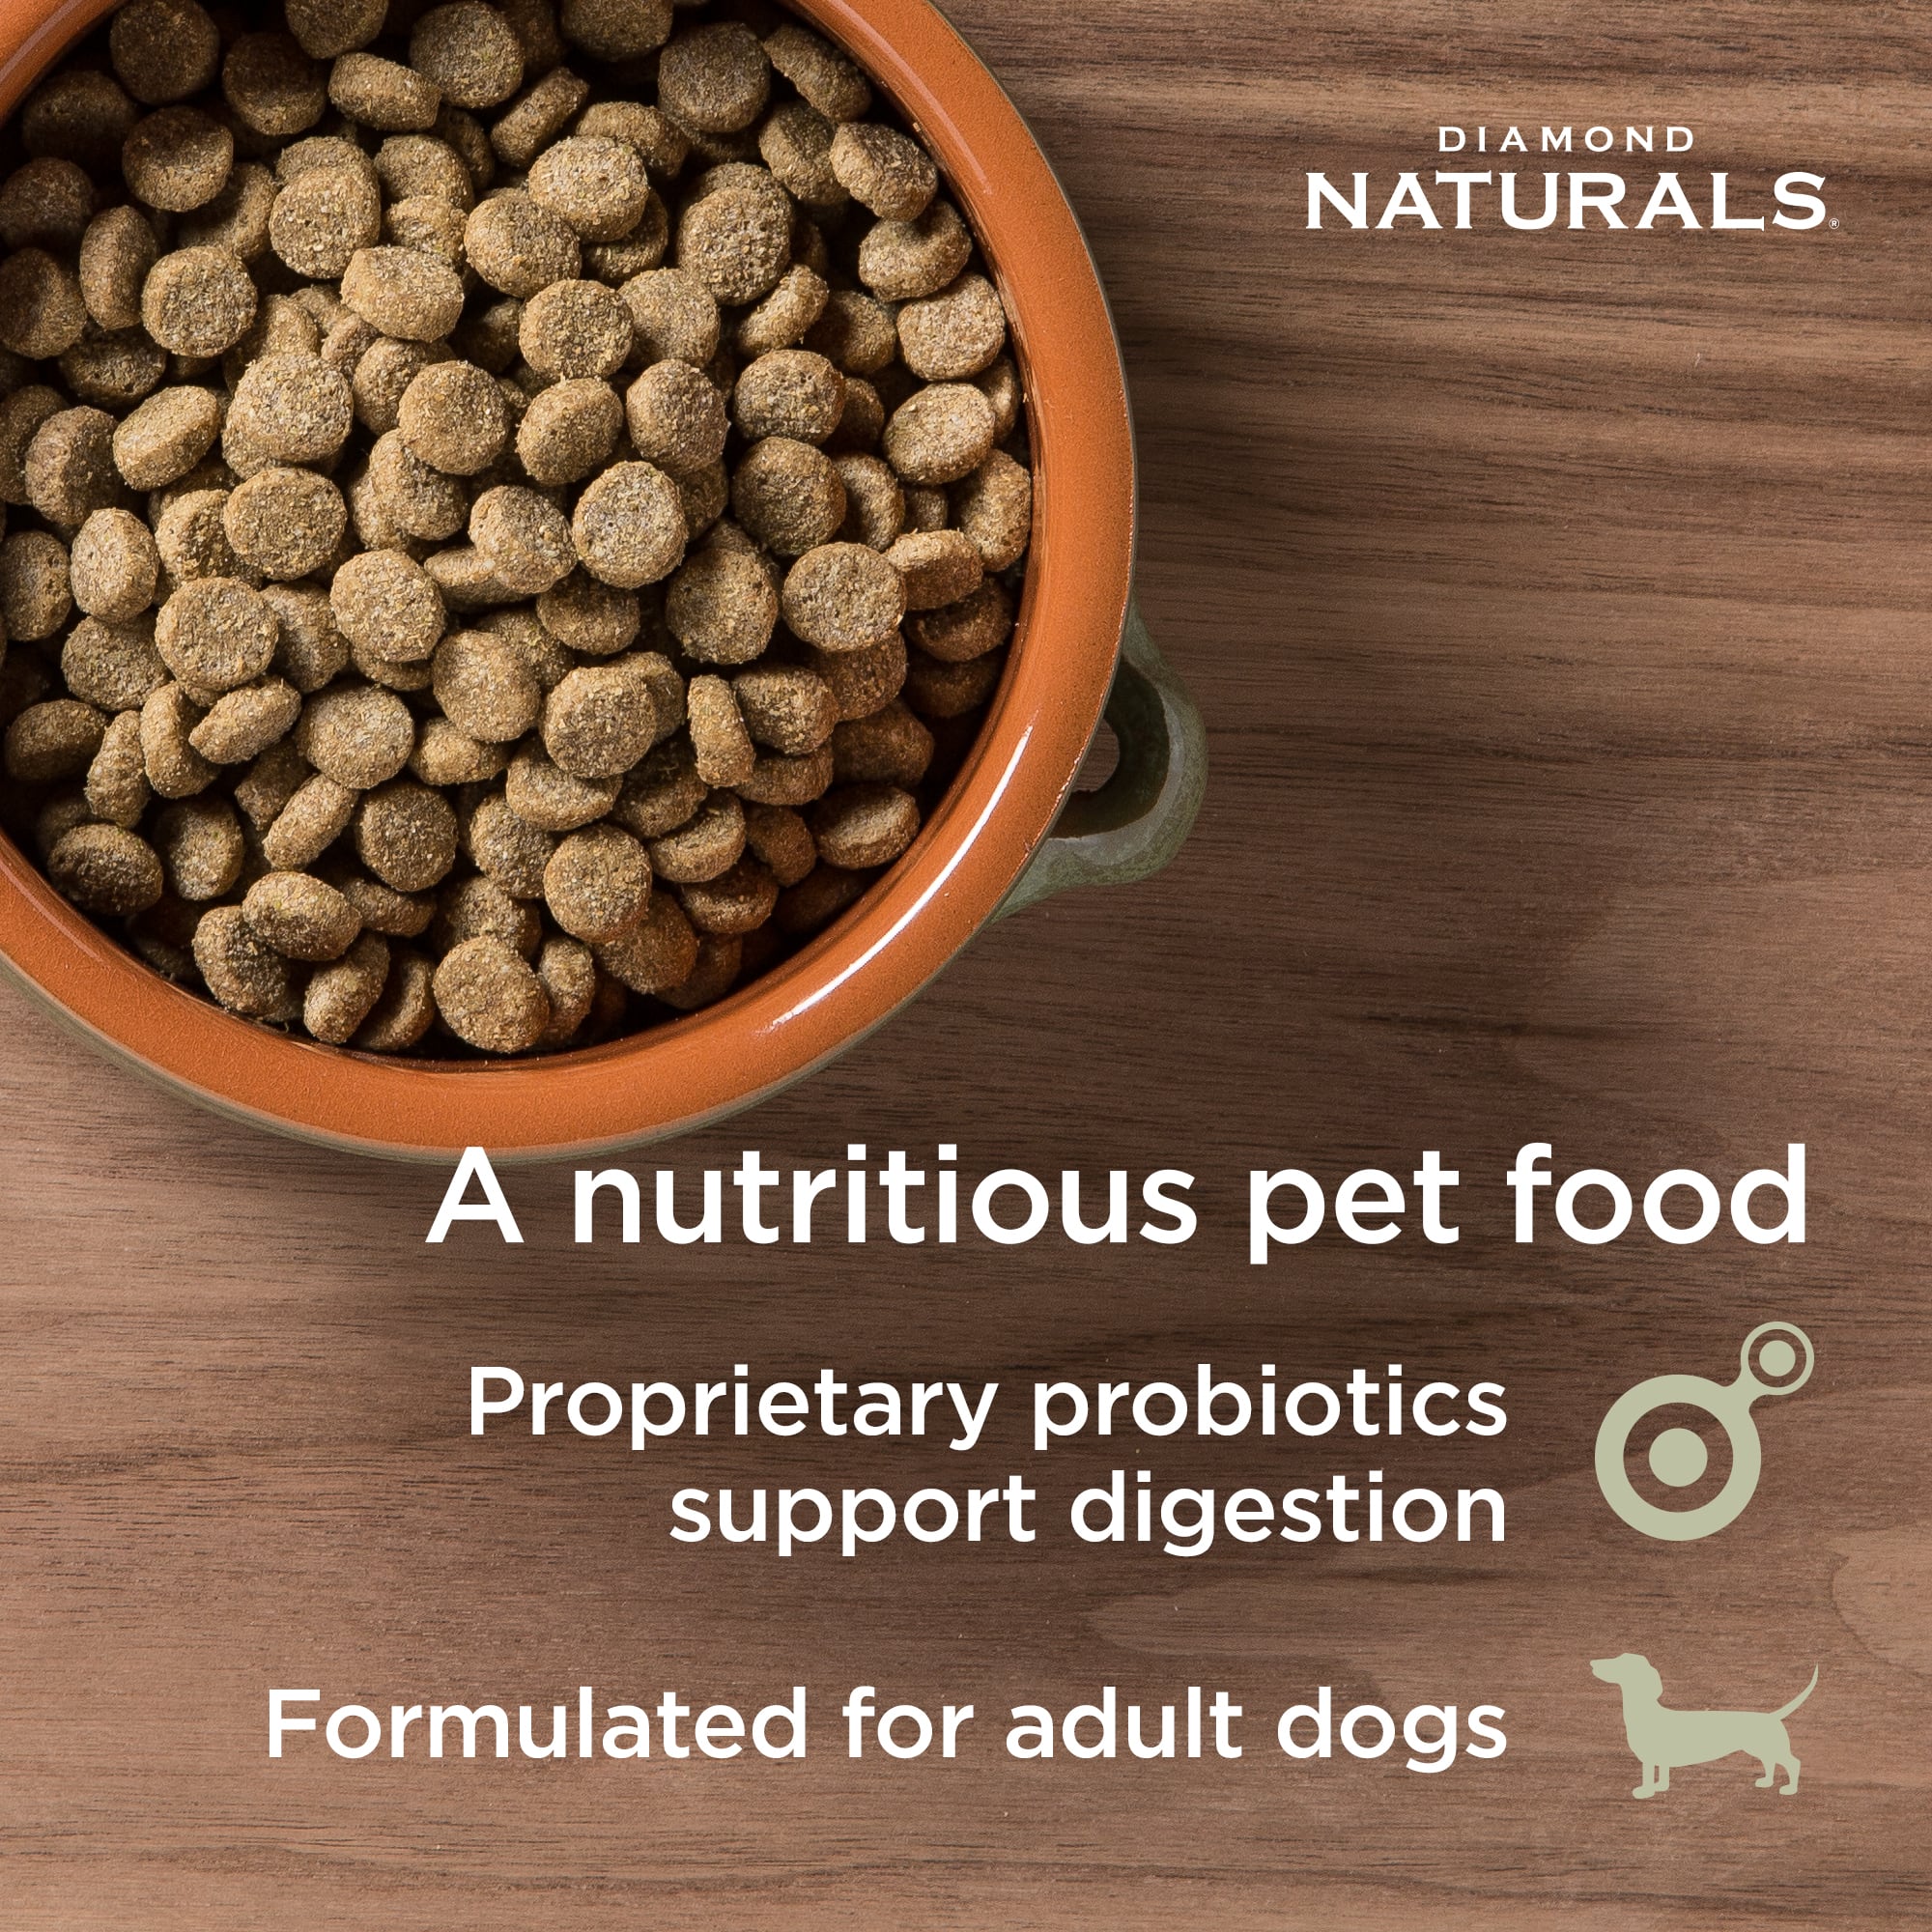 DIAMOND
NATURALS®
A nutritious pet food
Proprietary probiotics
support digestion
Formulated for adult dogs